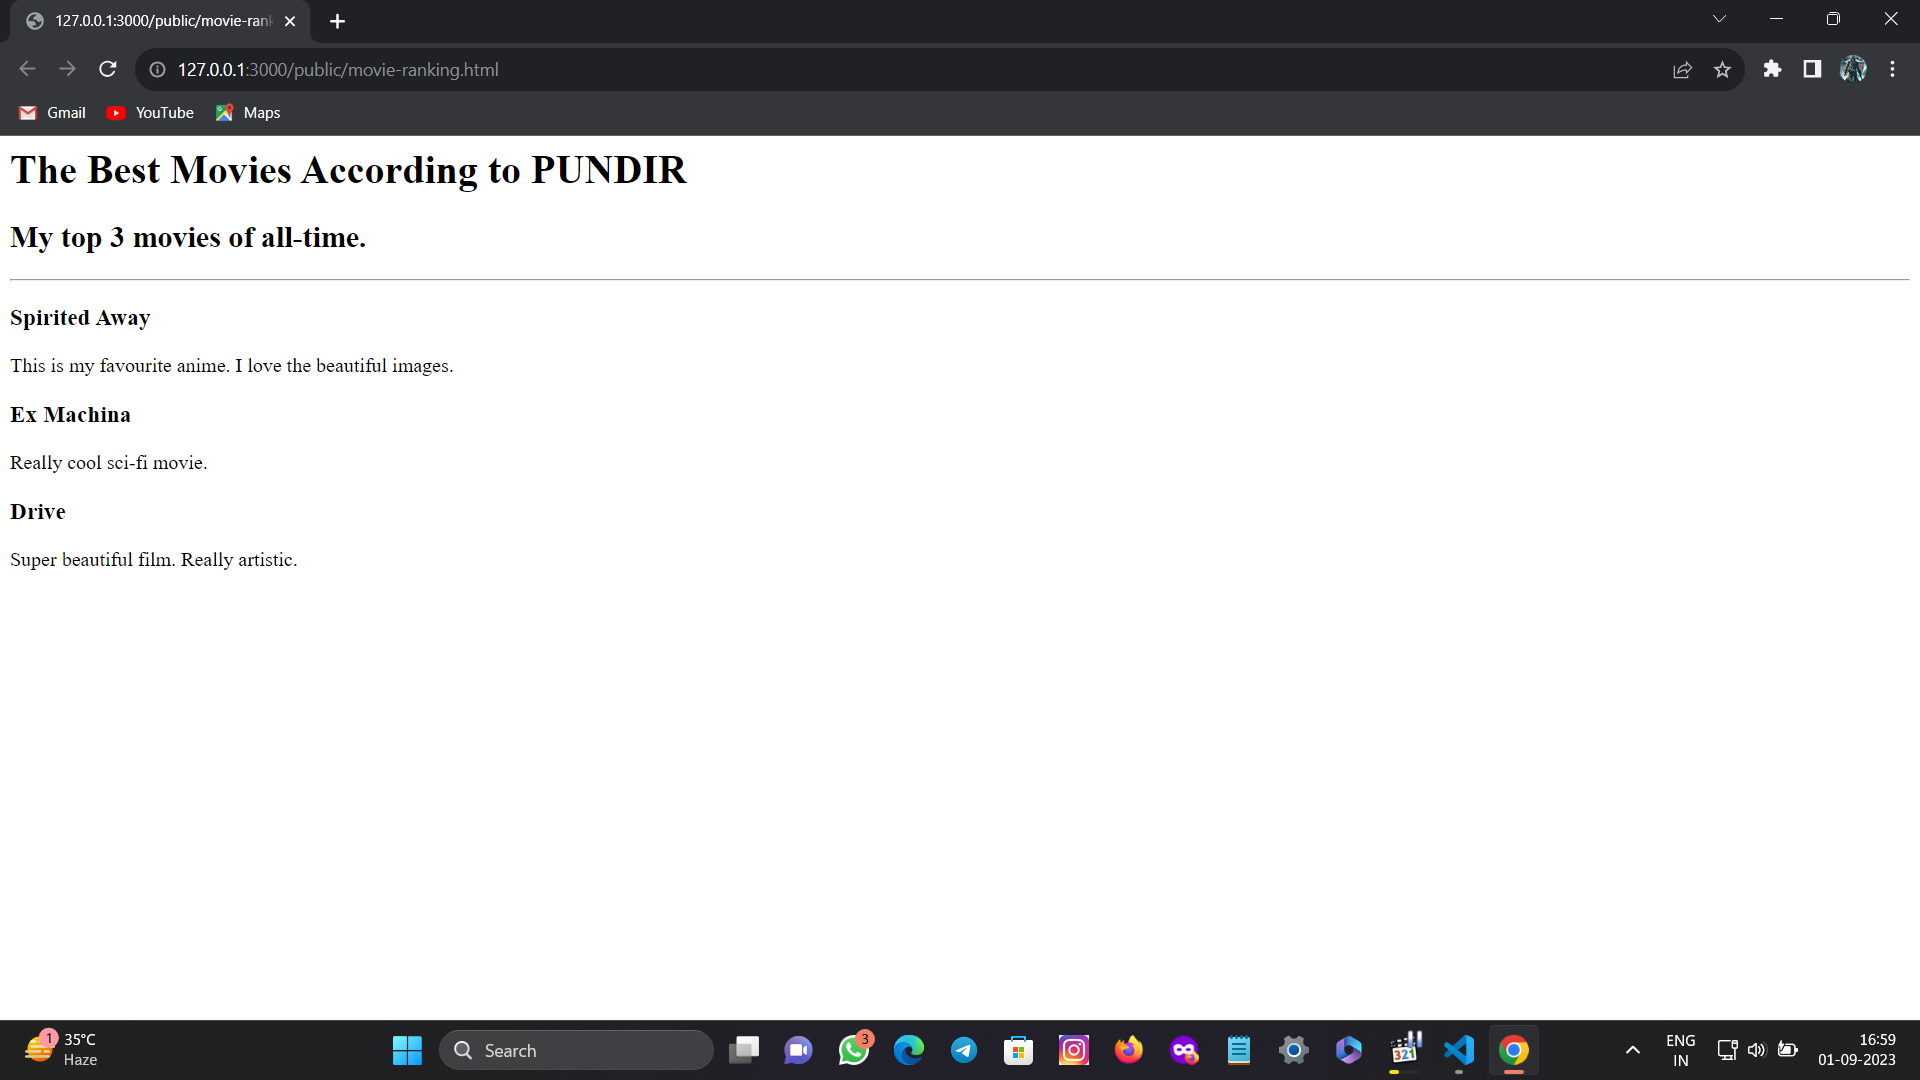 127.0.0.1:3000/public/movie-rank
127.0.0.1:3000/public/movie-ranking.html
Gmail YouTube Maps
The Best Movies According to PUNDIR
My top 3 movies of all-time.
Spirited Away
This is my favourite anime. I love the beautiful images.
Ex Machina
Really cool sci-fi movie.
Drive
Super beautiful film. Really artistic.
1
35°C
Haze
Search
3
321
ENG
IN
16:59
01-09-2023